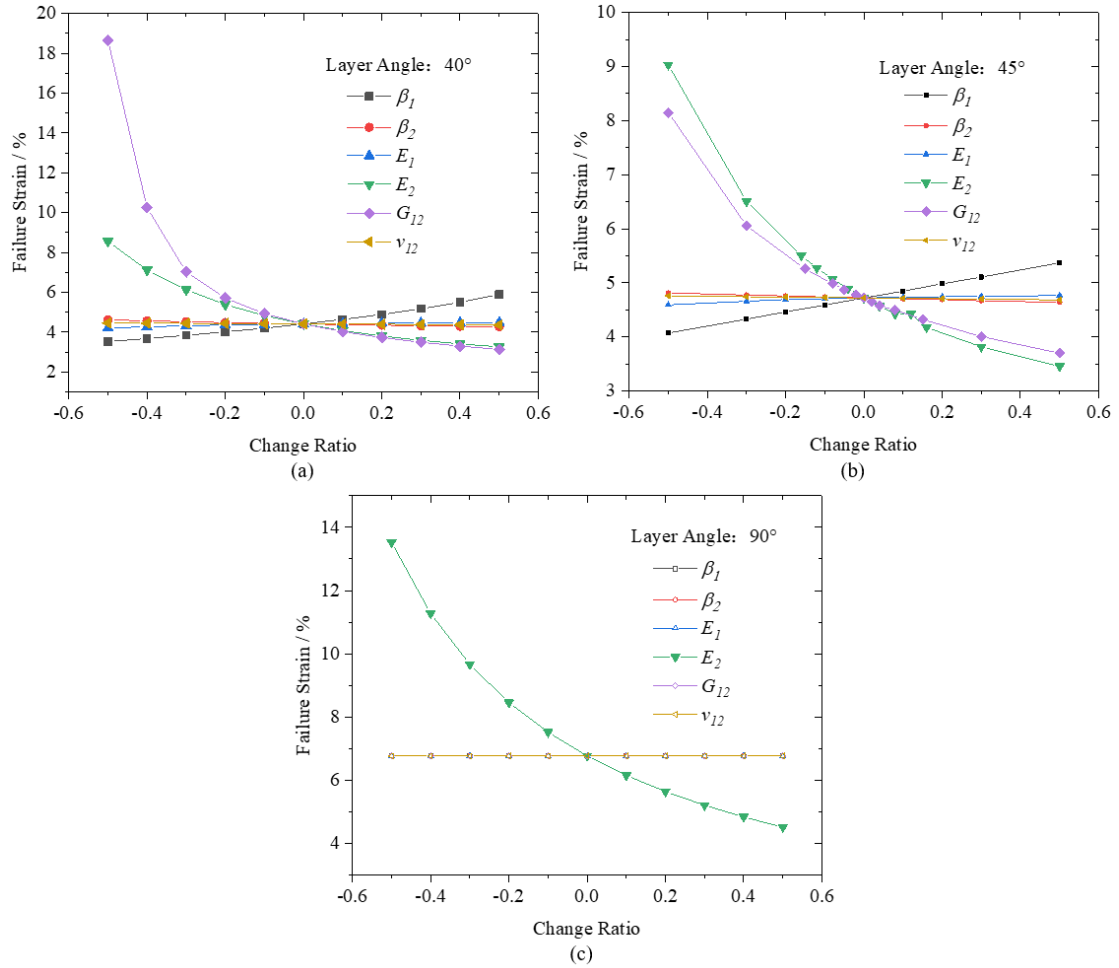 20
18
16
14
12
10
8
6
4
2
-0.6
-0.4
-0.2
0.0
0.2
0.4
0.6
Failure Strain / %
Change Ratio
Layer Angle: 40°
β1
β2
E1
E2
G12
v12
(a)
10
9
8
7
6
5
4
3
-0.6
-0.4
-0.2
0.0
0.2
0.4
0.6
Failure Strain / %
Change Ratio
Layer Angle: 45°
β1
β2
E1
E2
G12
v12
(b)
14
12
10
8
6
4
-0.6
-0.4
-0.2
0.0
0.2
0.4
0.6
Failure Strain / %
Change Ratio
Layer Angle: 90°
β1
β2
E1
E2
G12
v12
(c)